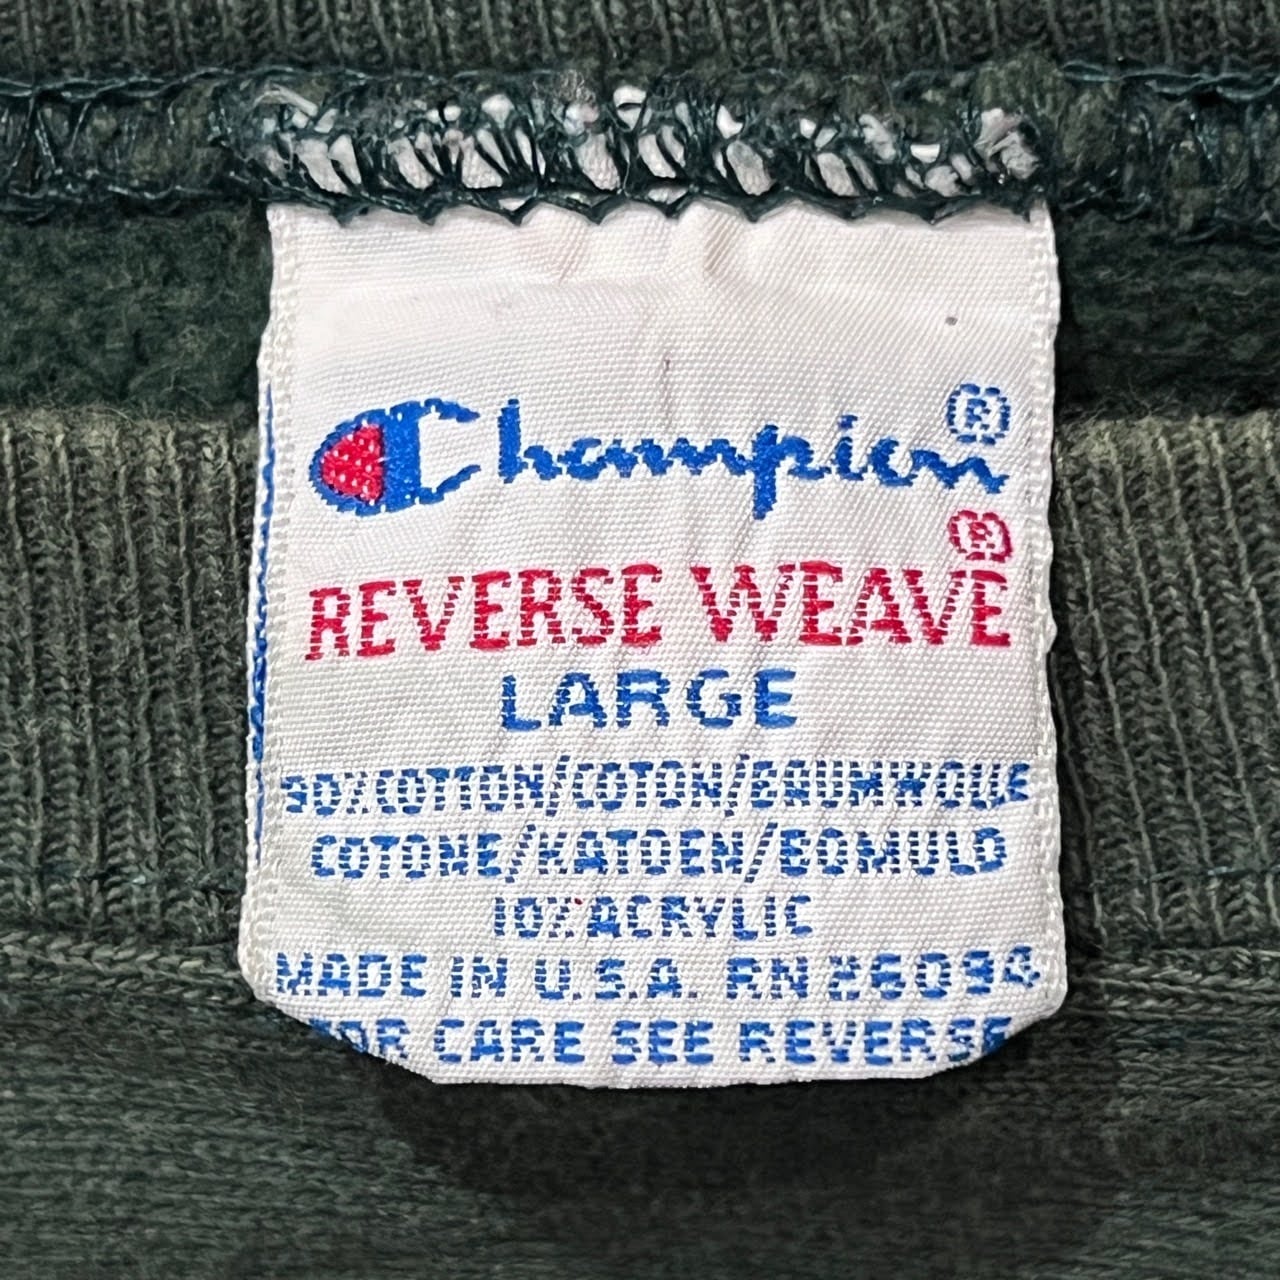 Champion®
REVERSE WEAVE®
LARGE
90% COTTON/COTON/BAUMWOLLE
COTONE/KATOEN/BOMULD
10% ACRYLIC
MADE IN U.S.A. RN 26094
FOR CARE SEE REVERSE